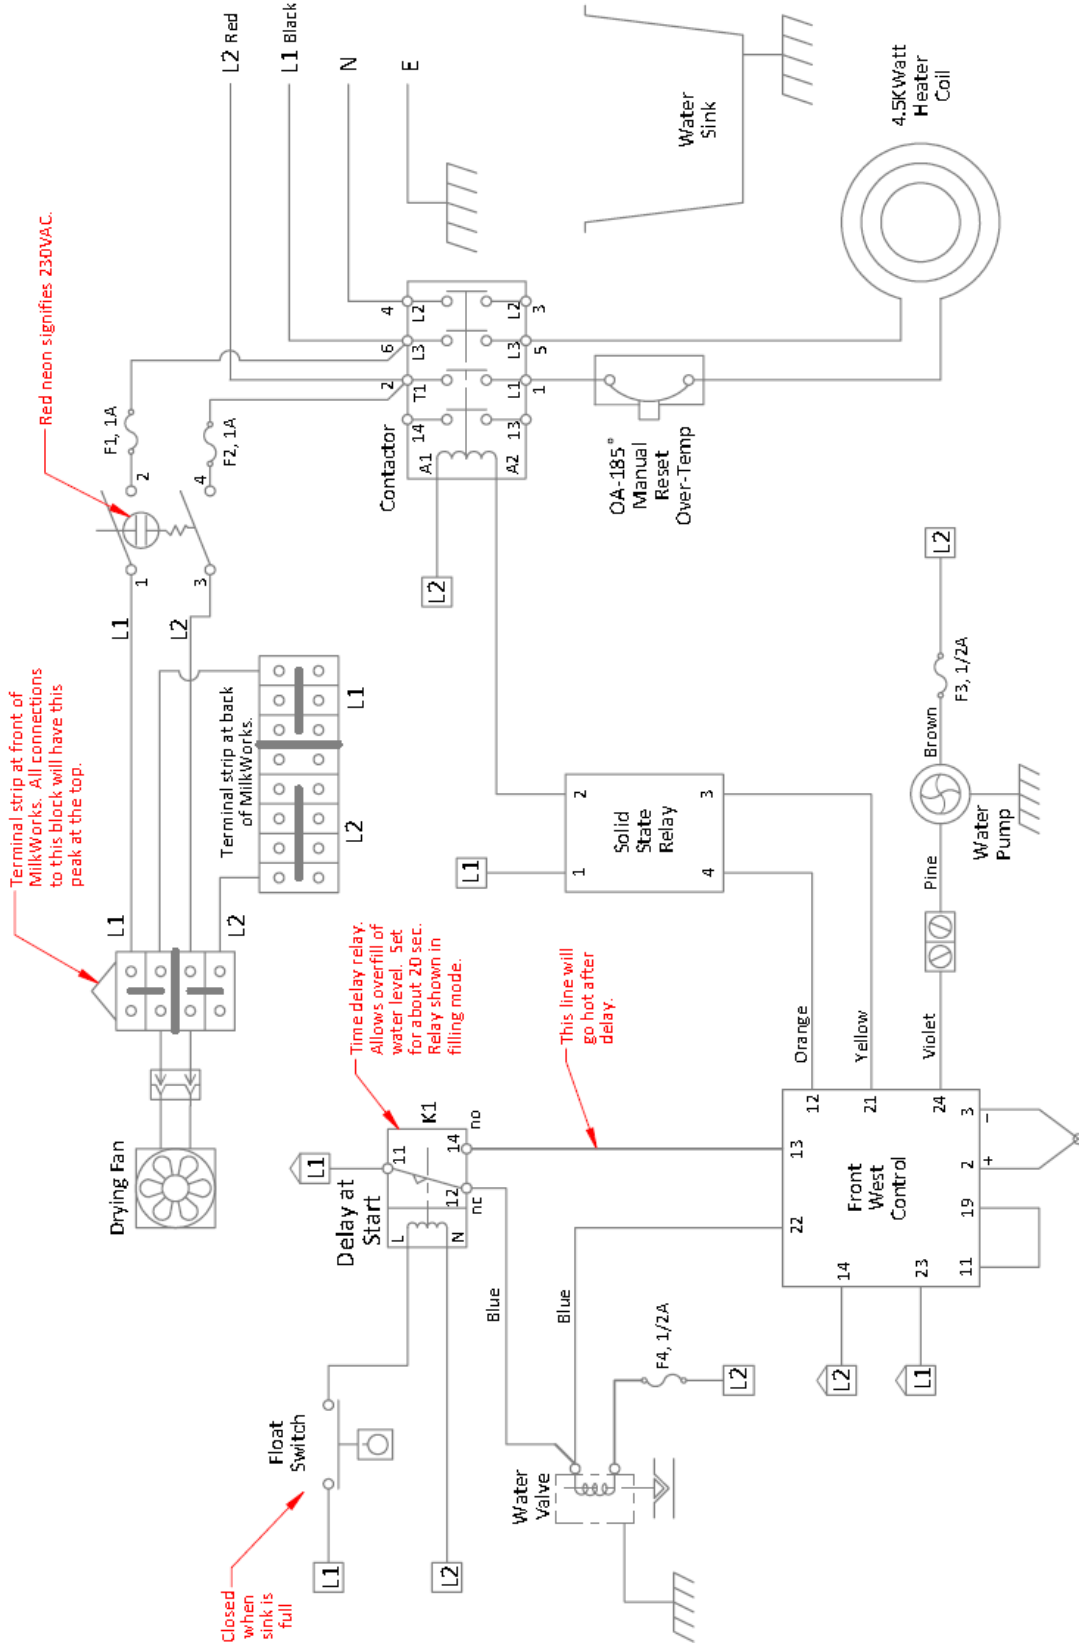 Closed
when
sink is
full
L1
L2
Float
Switch
Drying Fan
Terminal strip at front of
MilkWorks. All connections
to this block will have this
peak at the top.
L1
L2
L1
L2
1
3
2
4
F1, 1A
F2, 1A
Red neon signifies 230VAC.
L2 Red
L1 Black
N
E
Terminal strip at back
of MilkWorks.
L2
L1
Delay at
Start
L1
K1
L
N
11
12
14
nc
no
Time delay relay.
Allows overfill of
water level. Set
for about 20 sec.
Relay shown in
filling mode.
This line will
go hot after
delay.
Contactor
L2
A1
A2
14
13
2
T1
L1
1
6
L3
L3
5
4
L2
L2
3
Water
Sink
OA-185°
Manual
Reset
Over-Temp
4.5KWatt
Heater
Coil
L1
1
2
Solid
State
Relay
4
3
Blue
Blue
Water
Valve
F4, 1/2A
L2
L2
L1
Orange
Yellow
Violet
Pine
Brown
Water
Pump
F3, 1/2A
L2
22
13
12
14
21
23
24
Front
West
Control
11
19
2
3
+
-